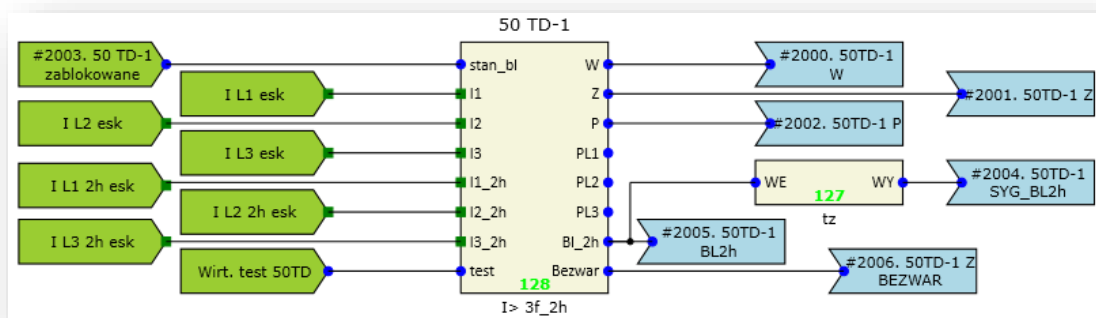 50 TD-1
#2003. 50 TD-1
zablokowane
I L1 esk
I L2 esk
I L3 esk
I L1 2h esk
I L2 2h esk
I L3 2h esk
Wirt. test 50TD
stan_bl
I1
I2
I3
I1_2h
I2_2h
I3_2h
test
W
Z
P
PL1
PL2
PL3
Bl_2h
Bezwar
128
I> 3f_2h
#2000. 50TD-1
W
#2001. 50TD-1 Z
#2002. 50TD-1 P
WE
WY
127
tz
#2004. 50TD-1
SYG_BL2h
#2005. 50TD-1
BL2h
#2006. 50TD-1 Z
BEZWAR